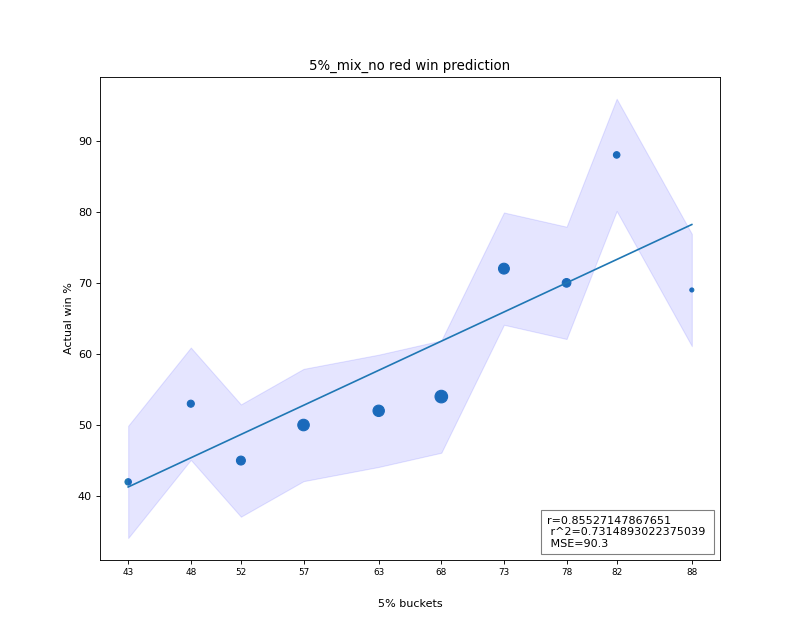 5%_mix_no red win prediction
Actual win %
90
80
70
60
50
40
r=0.85527147867651
r^2=0.7314893022375039
MSE=90.3
43 48 52 57 63 68 73 78 82 88
5% buckets